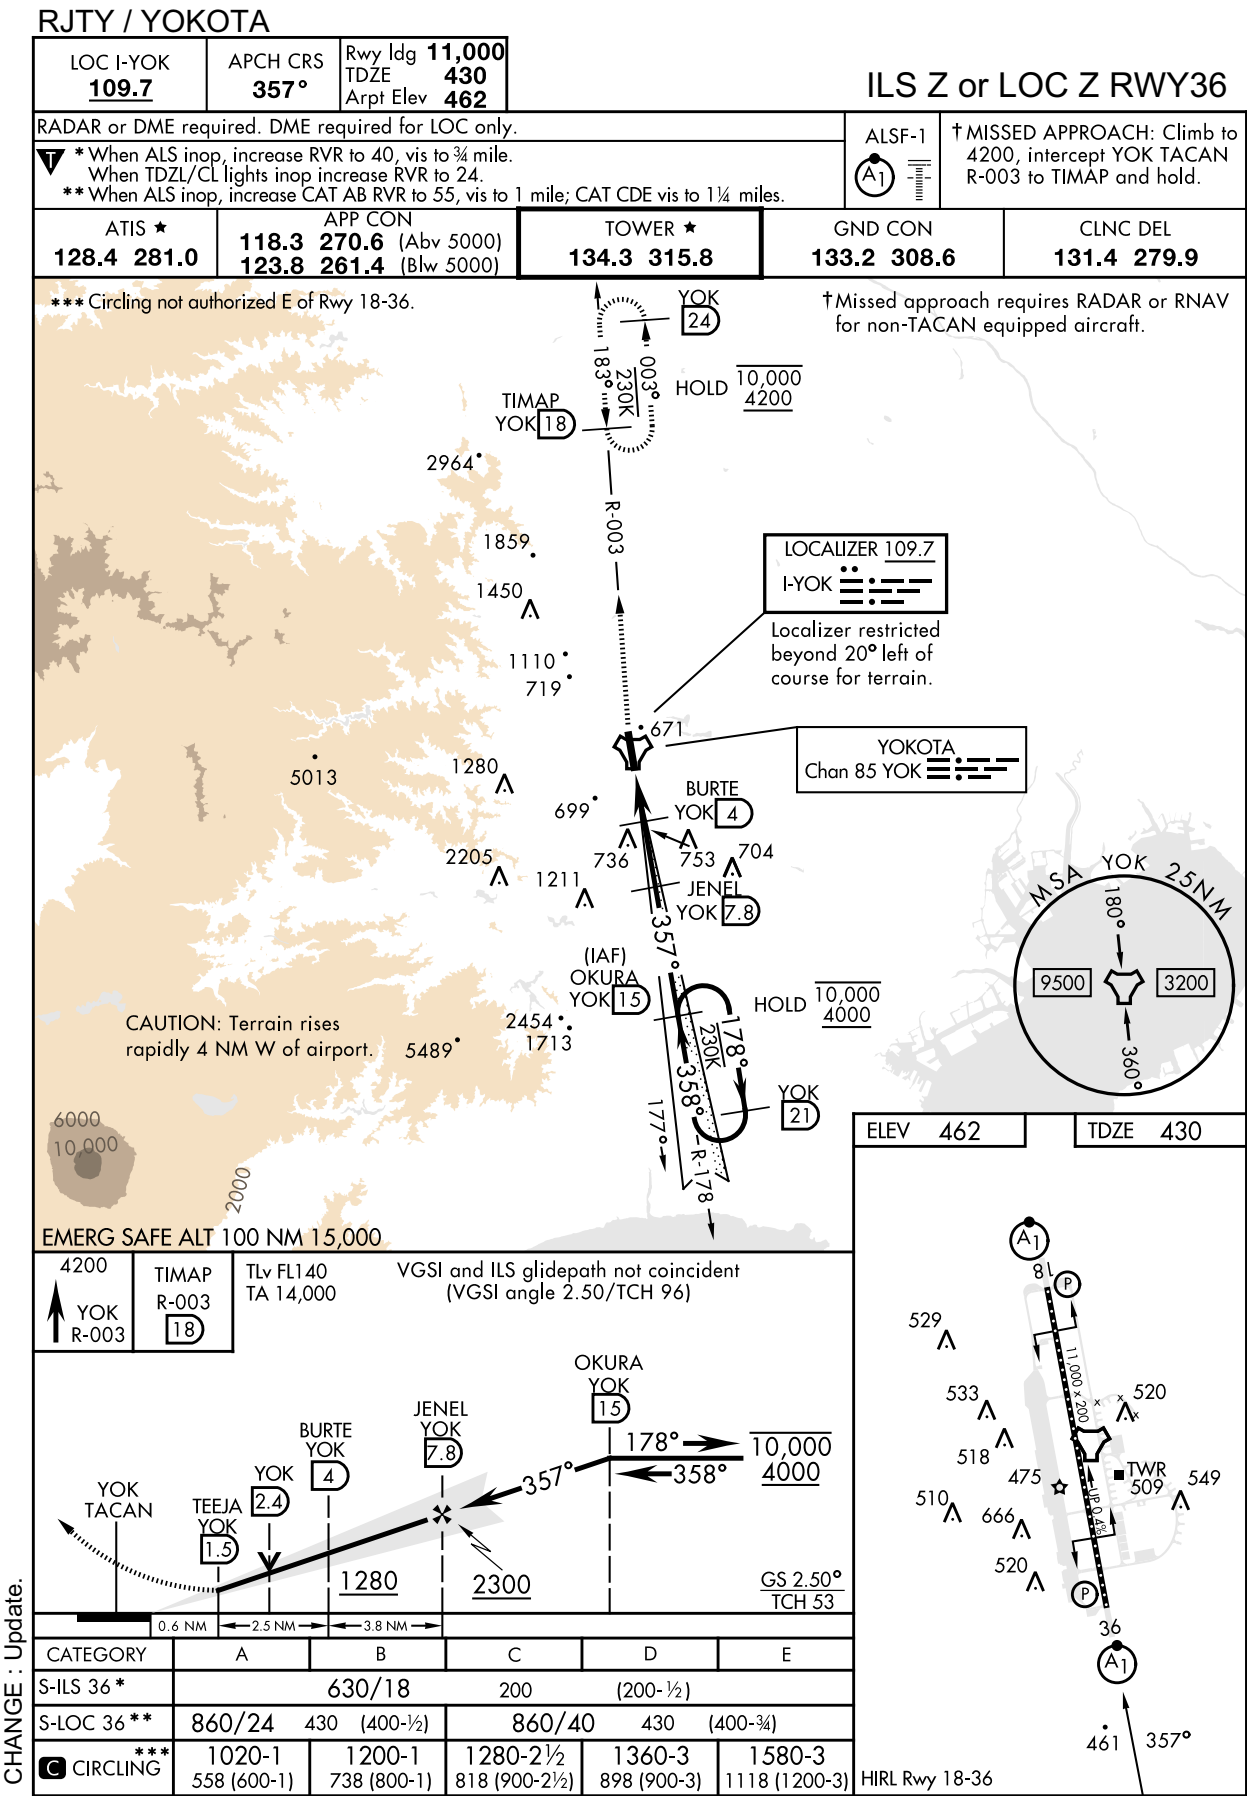 RJTY / YOKOTA
LOC I-YOK
109.7
APCH CRS
357°
Rwy ldg 11,000
TDZE 430
Arpt Elev 462
ILS Z or LOC Z RWY36
RADAR or DME required. DME required for LOC only.
T * When ALS inop, increase RVR to 40, vis to ¾ mile.
When TDZL/CL lights inop increase RVR to 24.
** When ALS inop, increase CAT AB RVR to 55, vis to 1 mile; CAT CDE vis to 1¼ miles.
ALSF-1
A1
† MISSED APPROACH: Climb to
4200, intercept YOK TACAN
R-003 to TIMAP and hold.
ATIS ★
128.4 281.0
APP CON
118.3 270.6 (Abv 5000)
123.8 261.4 (Blw 5000)
TOWER ★
134.3 315.8
GND CON
133.2 308.6
CLNC DEL
131.4 279.9
*** Circling not authorized E of Rwy 18-36.
† Missed approach requires RADAR or RNAV
for non-TACAN equipped aircraft.
YOK
24
183°
230K
003°
HOLD 10,000
4200
TIMAP
YOK 18
2964
R-003
1859
1450
1110
719
LOCALIZER 109.7
I-YOK
Localizer restricted
beyond 20° left of
course for terrain.
671
YOKOTA
Chan 85 YOK
5013
1280
699
BURTE
YOK 4
736
753
704
2205
1211
JENEL
YOK 7.8
357°
(IAF)
OKURA
YOK 15
HOLD 10,000
4000
178°
230K
358°
177°
R-178
YOK
21
2454
1713
5489
CAUTION: Terrain rises
rapidly 4 NM W of airport.
MSA YOK 25NM
180°
9500
3200
360°
6000
10,000
2000
EMERG SAFE ALT 100 NM 15,000
ELEV 462
TDZE 430
4200
YOK
R-003
TIMAP
R-003
18
TLv FL140
TA 14,000
VGSI and ILS glidepath not coincident
(VGSI angle 2.50/TCH 96)
OKURA
YOK
15
JENEL
YOK
7.8
BURTE
YOK
4
YOK
2.4
TEEJA
YOK
1.5
YOK
TACAN
178°
358°
10,000
4000
357°
1280
2300
GS 2.50°
TCH 53
0.6 NM
2.5 NM
3.8 NM
CATEGORY A B C D E
S-ILS 36 * 630/18 200 (200-½)
S-LOC 36 ** 860/24 430 (400-½) 860/40 430 (400-¾)
C CIRCLING *** 1020-1 1200-1 1280-2½ 1360-3 1580-3
558 (600-1) 738 (800-1) 818 (900-2½) 898 (900-3) 1118 (1200-3)
A1
18
P
529
11,000 x 200
533
520
518
475
TWR
509
549
510
666
UP 0.4%
520
P
36
A1
461
357°
HIRL Rwy 18-36
CHANGE : Update.